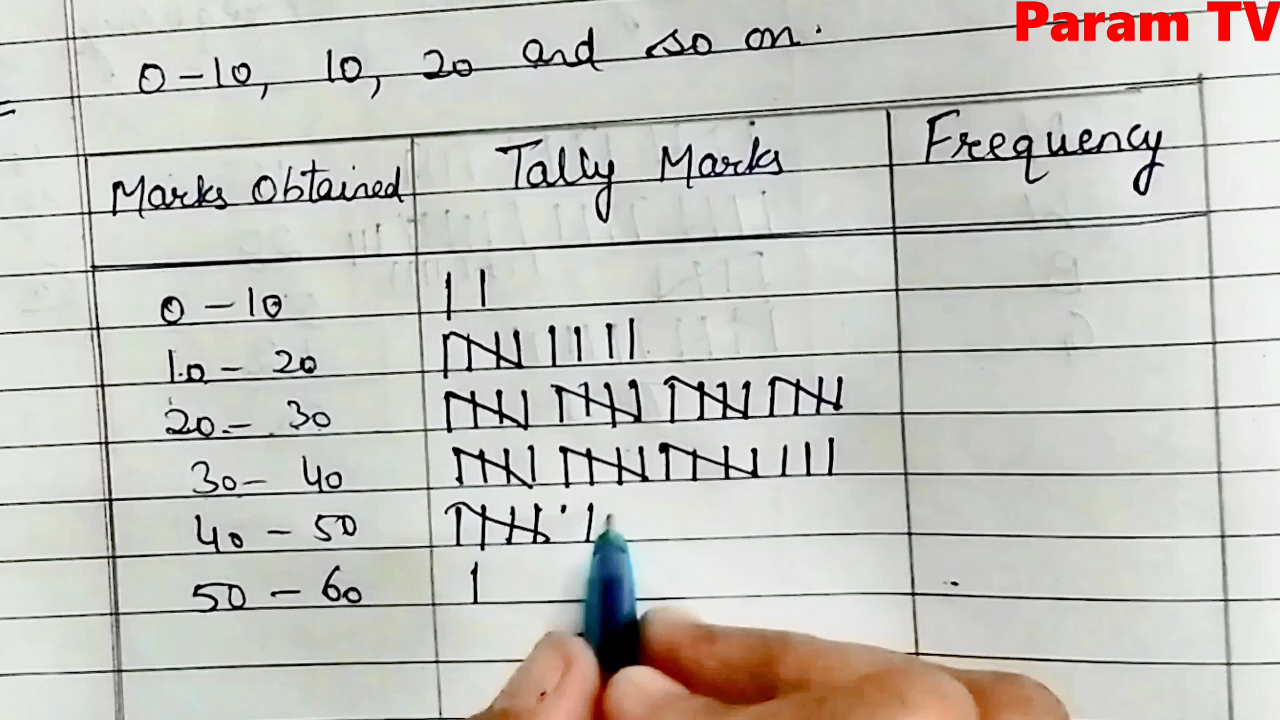 Param TV
0-10, 10, 20 and so on.
Marks Obtained Tally Marks Frequency
0-10
10-20
20-30
30-40
40-50
50-60